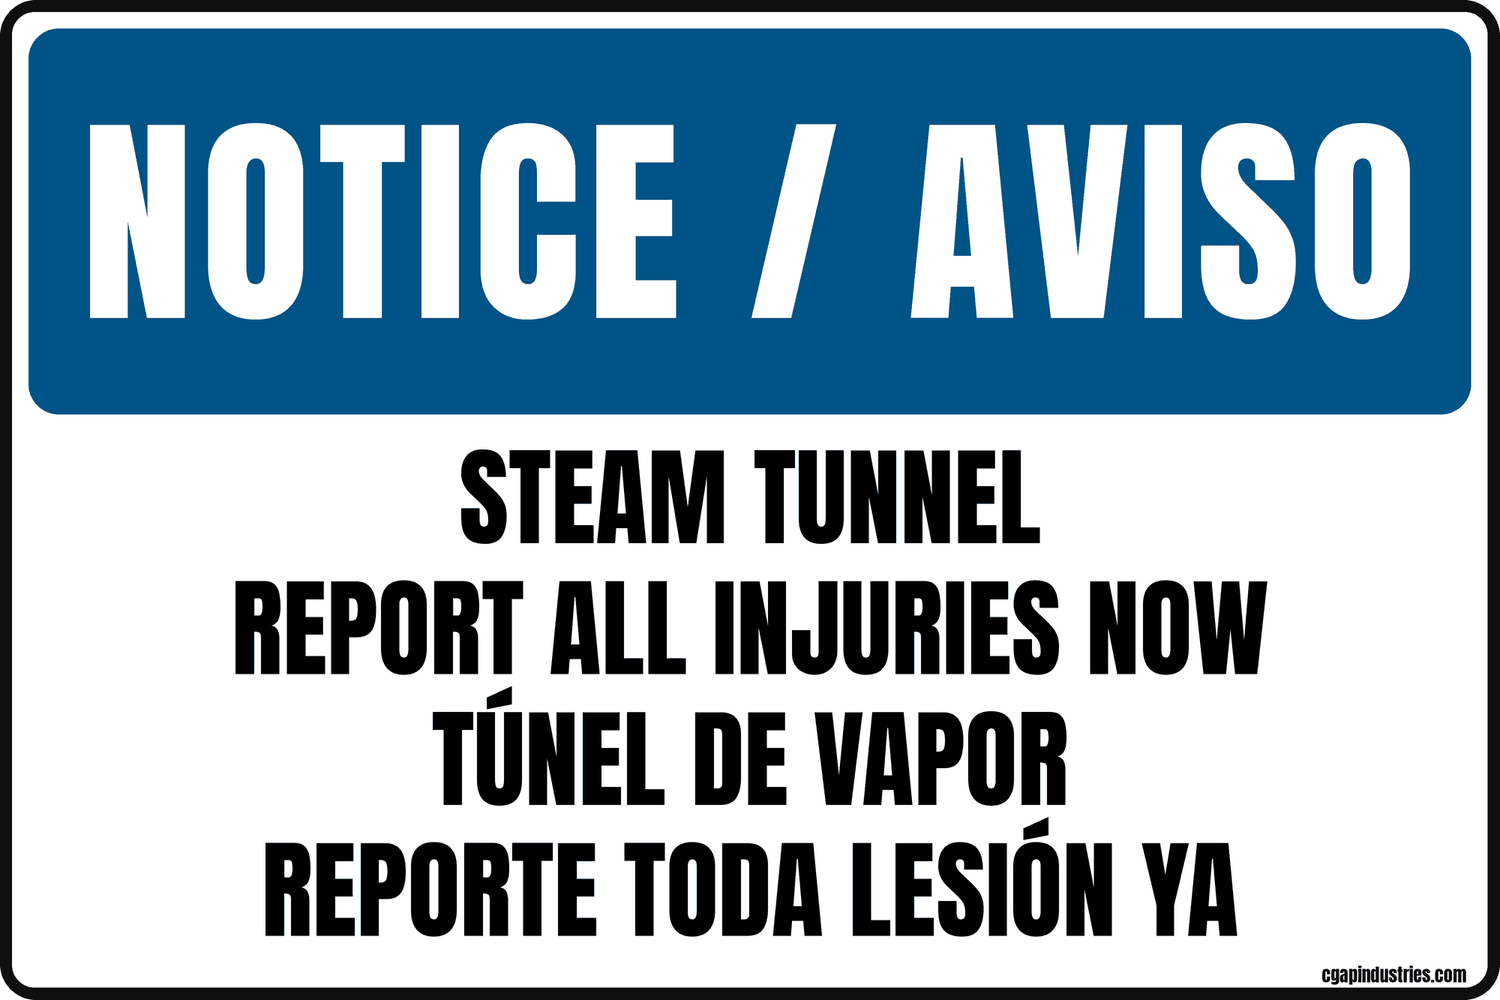 NOTICE / AVISO
STEAM TUNNEL
REPORT ALL INJURIES NOW
TÚNEL DE VAPOR
REPORTE TODA LESIÓN YA
cgapindustries.com